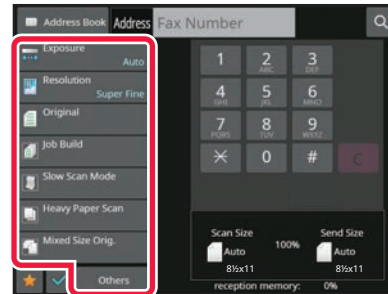 Address Book
Address
Fax Number
Exposure
Auto
Resolution
Super Fine
Original
Job Build
Slow Scan Mode
Heavy Paper Scan
Mixed Size Orig.
Others
1
2
ABC
3
DEF
4
GHI
5
JKL
6
MNO
7
PQRS
8
TUV
9
WXYZ
0
#
C
Scan Size
Auto
8½x11
100%
Send Size
Auto
8½x11
reception memory: 0%